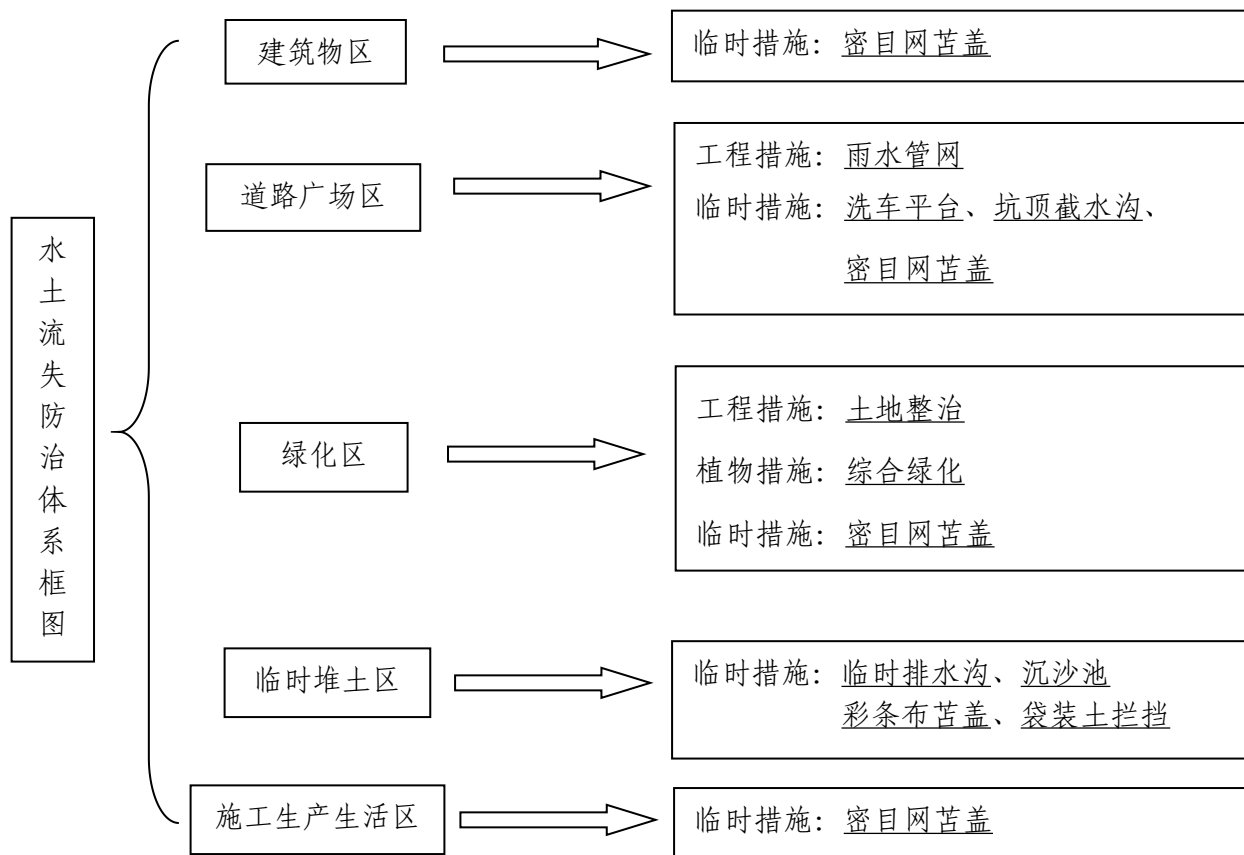 水土流失防治体系框图
建筑物区
临时措施：密目网苫盖
道路广场区
工程措施：雨水管网
临时措施：洗车平台、坑顶截水沟、
密目网苫盖
绿化区
工程措施：土地整治
植物措施：综合绿化
临时措施：密目网苫盖
临时堆土区
临时措施：临时排水沟、沉沙池
彩条布苫盖、袋装土拦挡
施工生产生活区
临时措施：密目网苫盖